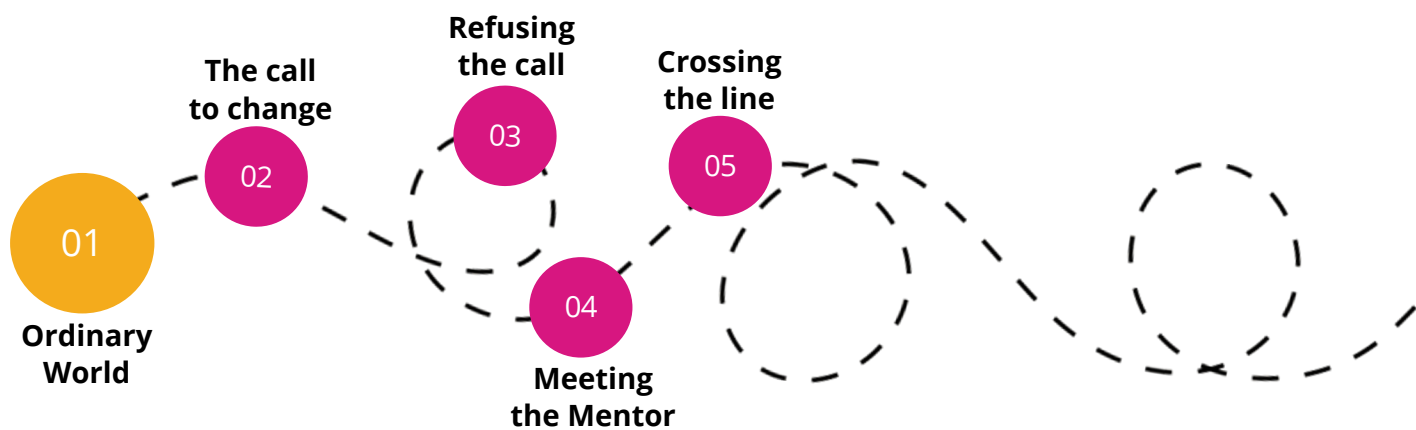 01
Ordinary
World
The call
to change
02
Refusing
the call
03
04
Meeting
the Mentor
Crossing
the line
05